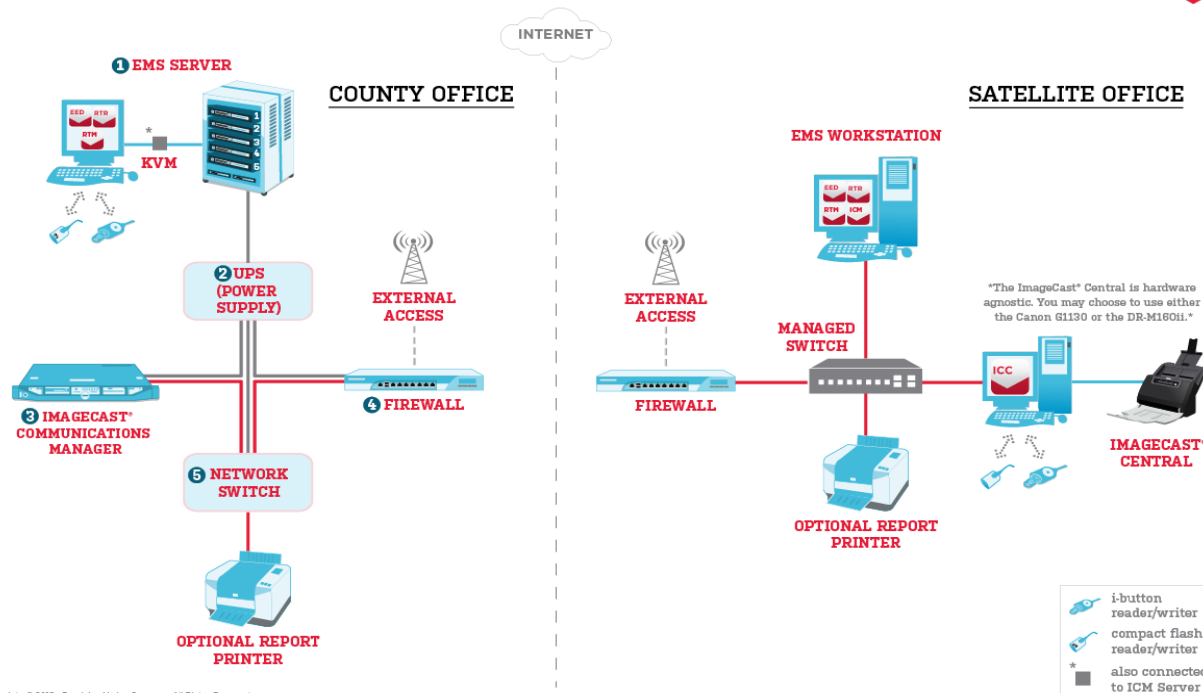 INTERNET
1 EMS SERVER
COUNTY OFFICE
SATELLITE OFFICE
EED RTR
RTM
*
KVM
1
2
3
4
5
2 UPS
(POWER
SUPPLY)
EXTERNAL
ACCESS
3 IMAGECAST®
COMMUNICATIONS
MANAGER
4 FIREWALL
5 NETWORK
SWITCH
OPTIONAL REPORT
PRINTER
EMS WORKSTATION
EED RTR
RTM ICM
EXTERNAL
ACCESS
MANAGED
SWITCH
FIREWALL
*The ImageCast® Central is hardware
agnostic. You may choose to use either
the Canon G1130 or the DR-M160ii.*
ICC
IMAGECAST®
CENTRAL
OPTIONAL REPORT
PRINTER
i-button
reader/writer
compact flash
reader/writer
*
also connected
to ICM Server